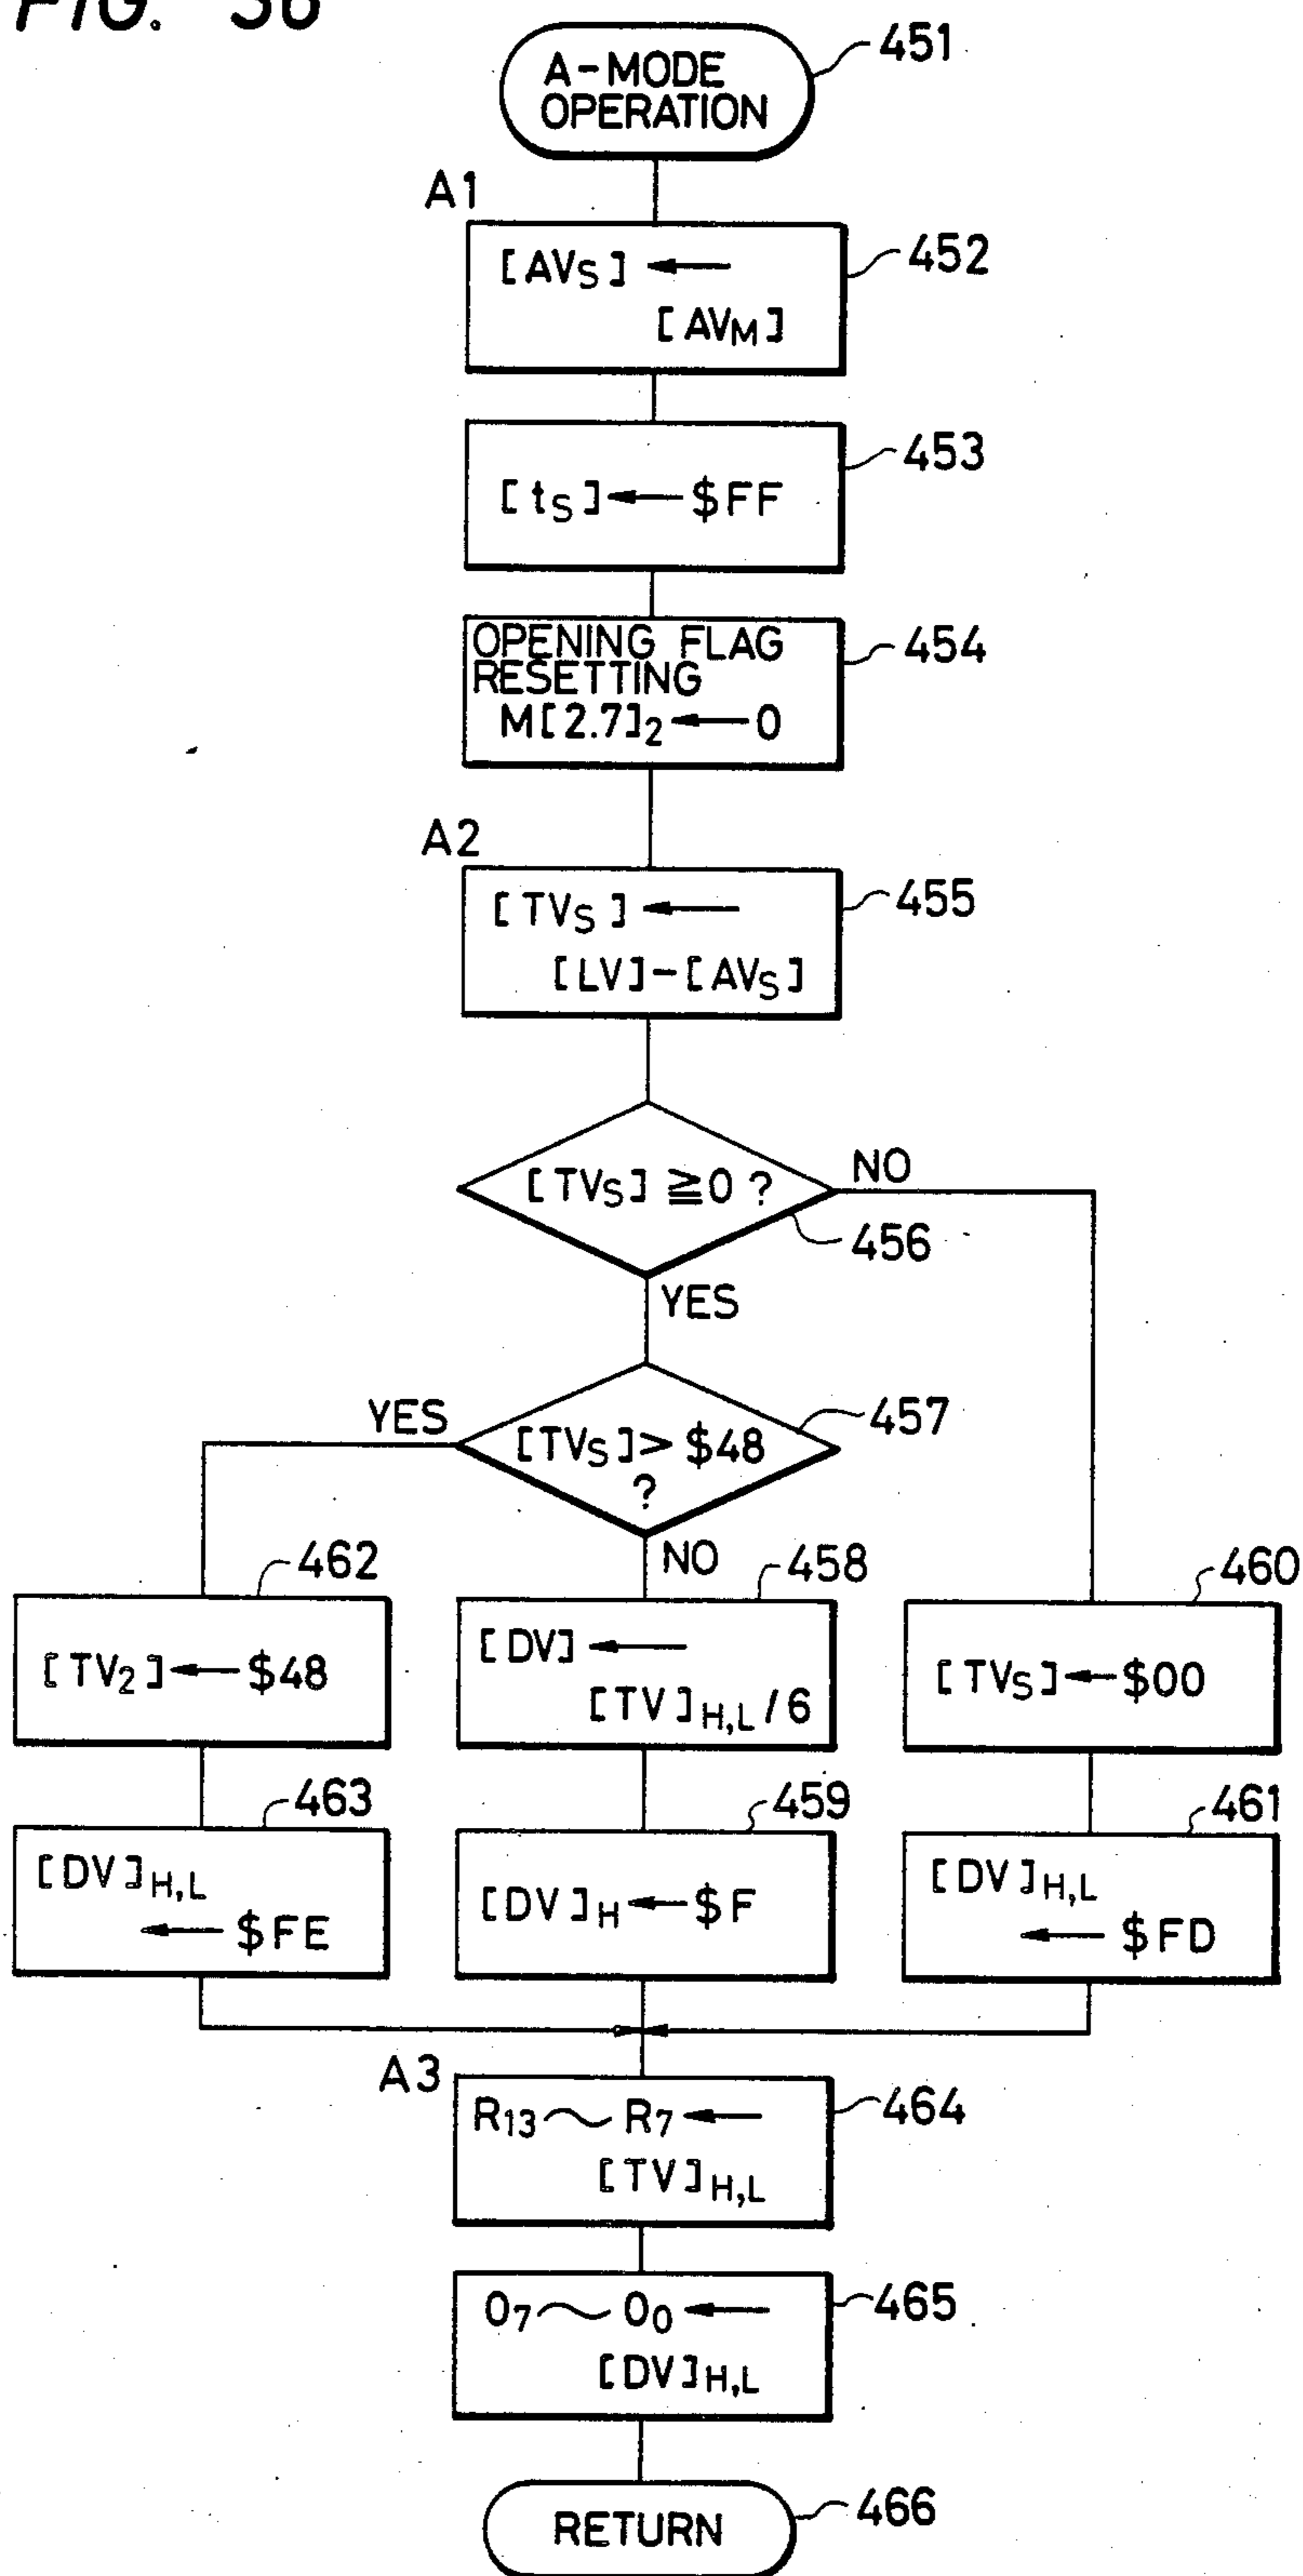 FIG. 36
A-MODE
OPERATION
451
A1
[AVS] ←
[AVM]
452
[tS] ← $FF
453
OPENING FLAG
RESETTING
M[2.7]2 ← 0
454
A2
[TVS] ←
[LV]-[AVS]
455
[TVS] ≧0 ?
NO
456
YES
YES
[TVS]> $48
?
457
NO
462
458
460
[TV2] ← $48
[DV] ←
[TV]H,L / 6
[TVS] ← $00
463
459
461
[DV]H,L
← $FE
[DV]H ← $F
[DV]H,L
← $FD
A3
R13〜R7 ←
[TV]H,L
464
O7〜O0 ←
[DV]H,L
465
RETURN
466